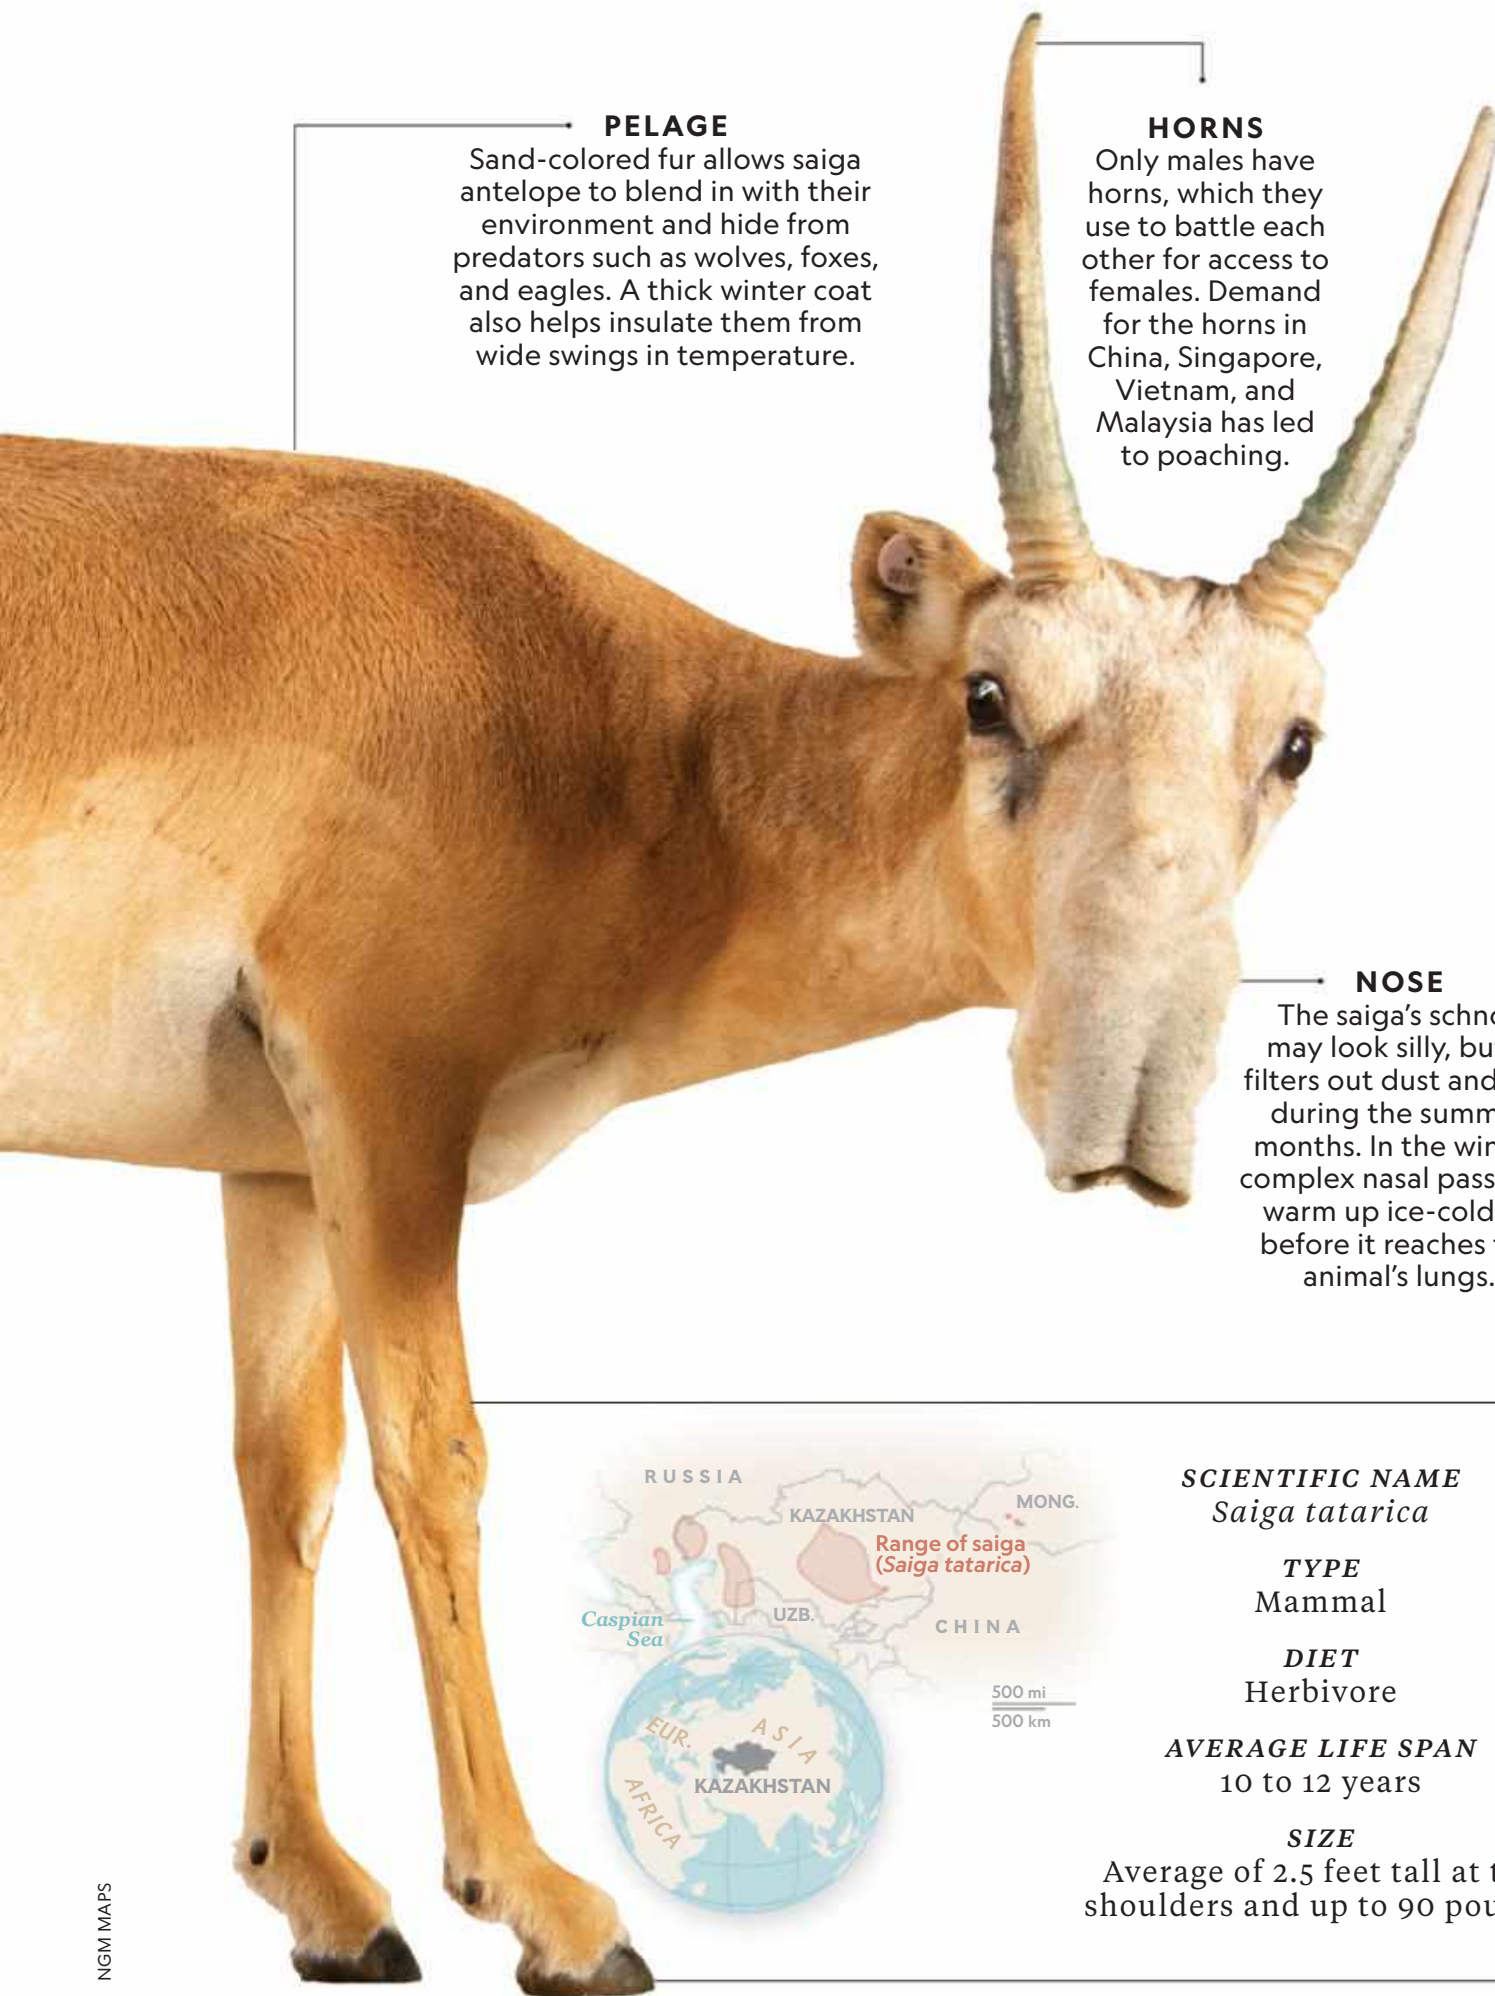 PELAGE
Sand-colored fur allows saiga
antelope to blend in with their
environment and hide from
predators such as wolves, foxes,
and eagles. A thick winter coat
also helps insulate them from
wide swings in temperature.
HORNS
Only males have
horns, which they
use to battle each
other for access to
females. Demand
for the horns in
China, Singapore,
Vietnam, and
Malaysia has led
to poaching.
NOSE
The saiga’s
may look silly,
filters out dust and
during the
months. In the
complex nasal
warm up ice-cold
before it reaches
animal’s lungs.
RUSSIA
KAZAKHSTAN
MONG.
Range of saiga
(Saiga tatarica)
Caspian
Sea
UZB.
CHINA
500 mi
500 km
EUR.
ASIA
KAZAKHSTAN
AFRICA
SCIENTIFIC NAME
Saiga tatarica
TYPE
Mammal
DIET
Herbivore
AVERAGE LIFE SPAN
10 to 12 years
SIZE
Average of 2.5 feet tall at
shoulders and up to 90
NGM MAPS